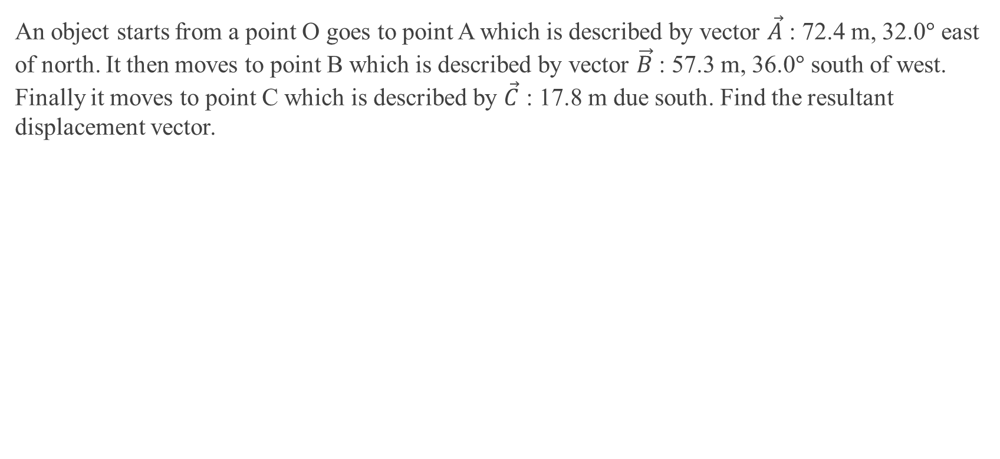 An object starts from a point O goes to point A which is described by vector $\vec{A}$ : 72.4 m, 32.0° east
of north. It then moves to point B which is described by vector $\vec{B}$ : 57.3 m, 36.0° south of west.
Finally it moves to point C which is described by $\vec{C}$ : 17.8 m due south. Find the resultant
displacement vector.